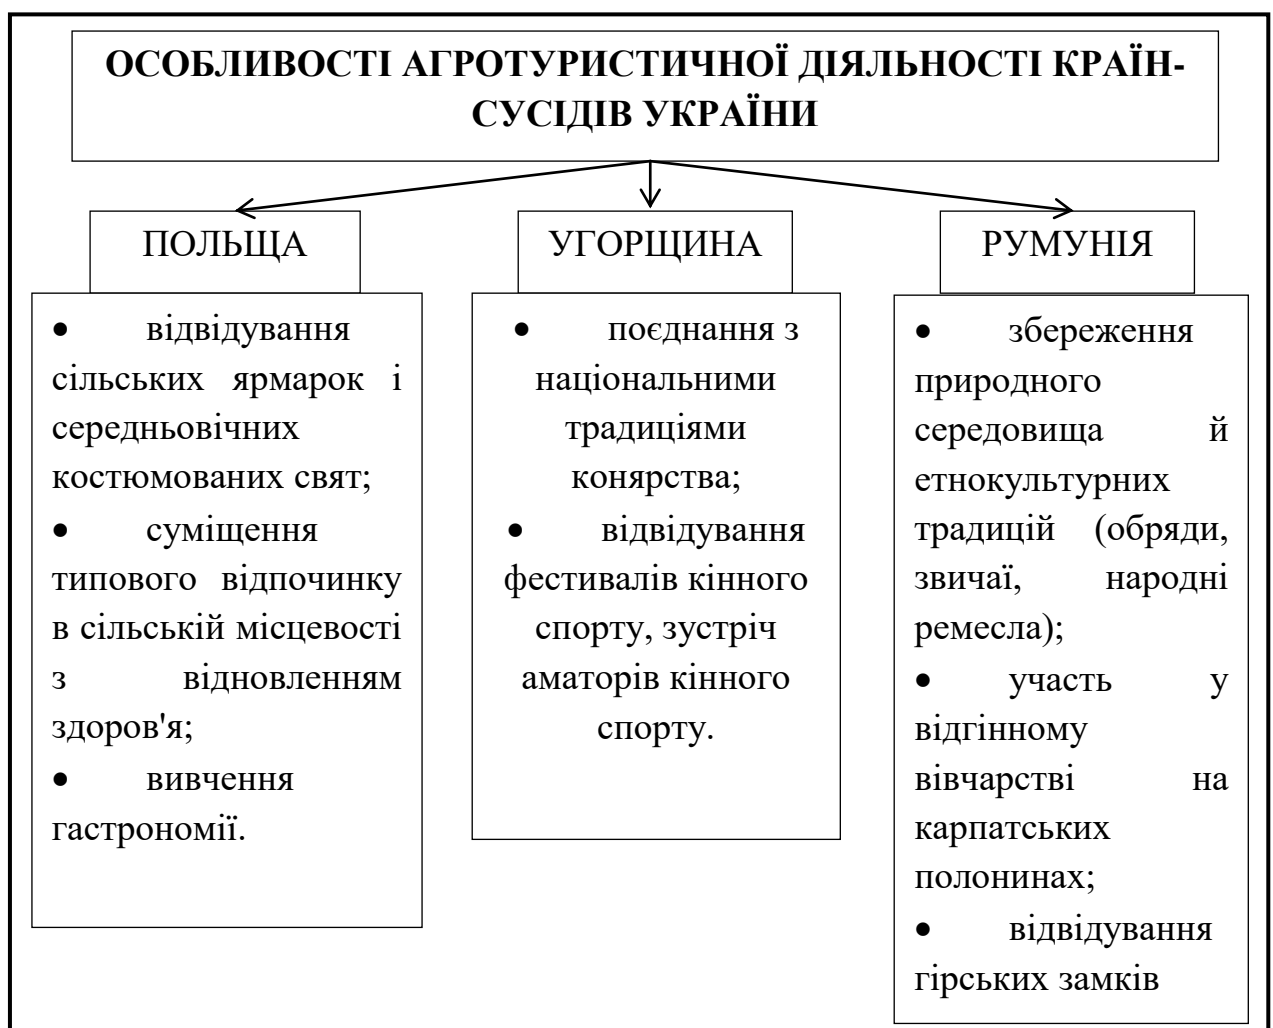 ОСОБЛИВОСТІ АГРОТУРИСТИЧНОЇ ДІЯЛЬНОСТІ КРАЇН-
СУСІДІВ УКРАЇНИ
ПОЛЬЩА
• відвідування
сільських ярмарок і
середньовічних
костюмованих свят;
• суміщення
типового відпочинку
в сільській місцевості
з відновленням
здоров'я;
• вивчення
гастрономії.
УГОРЩИНА
• поєднання з
національними
традиціями
конярства;
• відвідування
фестивалів кінного
спорту, зустріч
аматорів кінного
спорту.
РУМУНІЯ
• збереження
природного
середовища й
етнокультурних
традицій (обряди,
звичаї, народні
ремесла);
• участь у
відгінному
вівчарстві на
карпатських
полонинах;
• відвідування
гірських замків